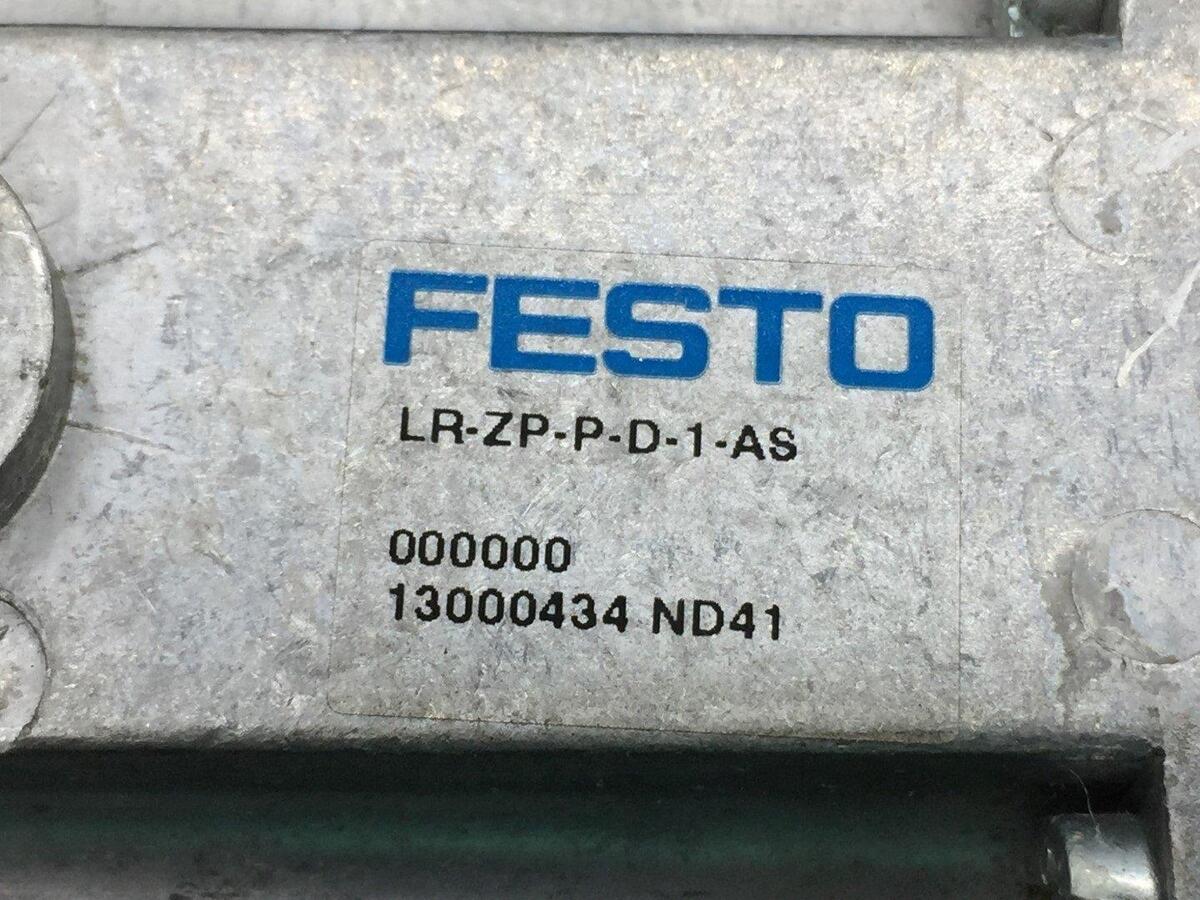 FESTO
LR-ZP-P-D-1-AS
000000
13000434 ND41